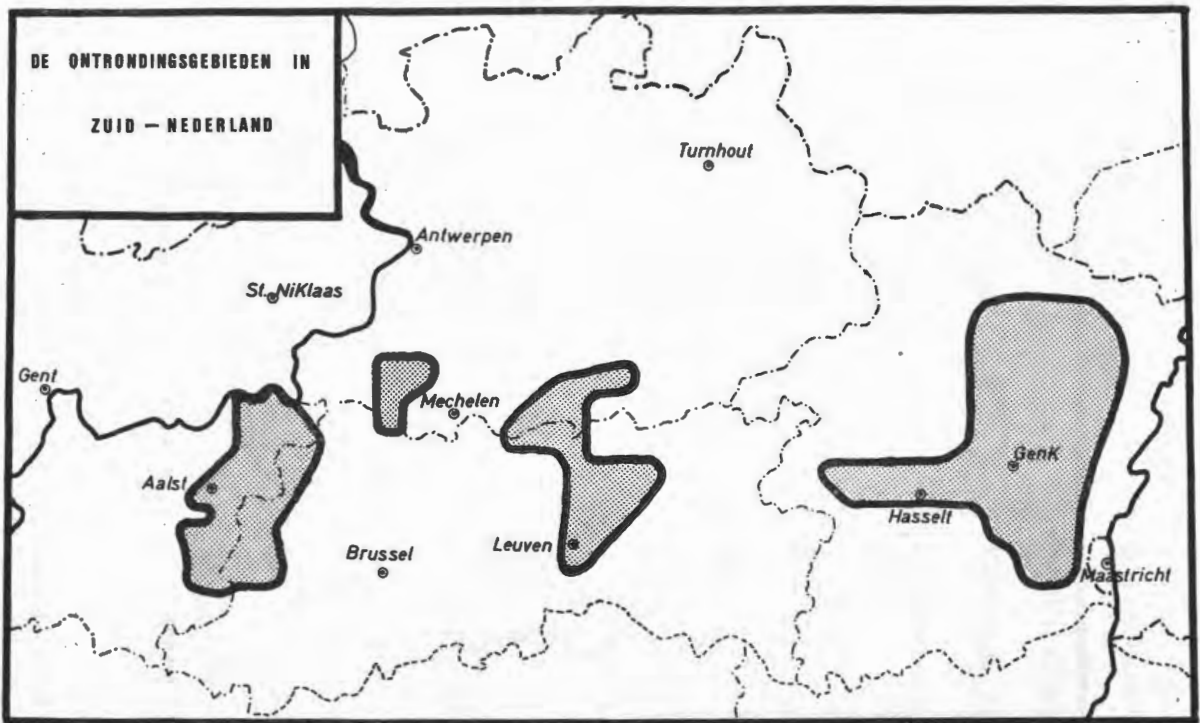 DE ONTRONDINGSGEBIEDEN IN
ZUID — NEDERLAND
Turnhout
Antwerpen
St. NiKlaas
Gent
Mechelen
GenK
Aalst
Hasselt
Brussel
Leuven
Maastricht